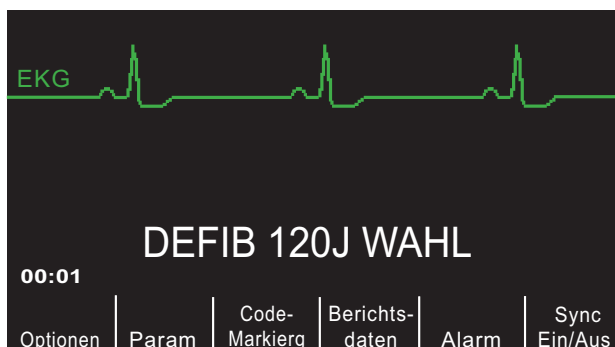 EKG
DEFIB 120J WAHL
00:01
Optionen
Param
Code-
Markierg
Berichts-
daten
Alarm
Sync
Ein/Aus